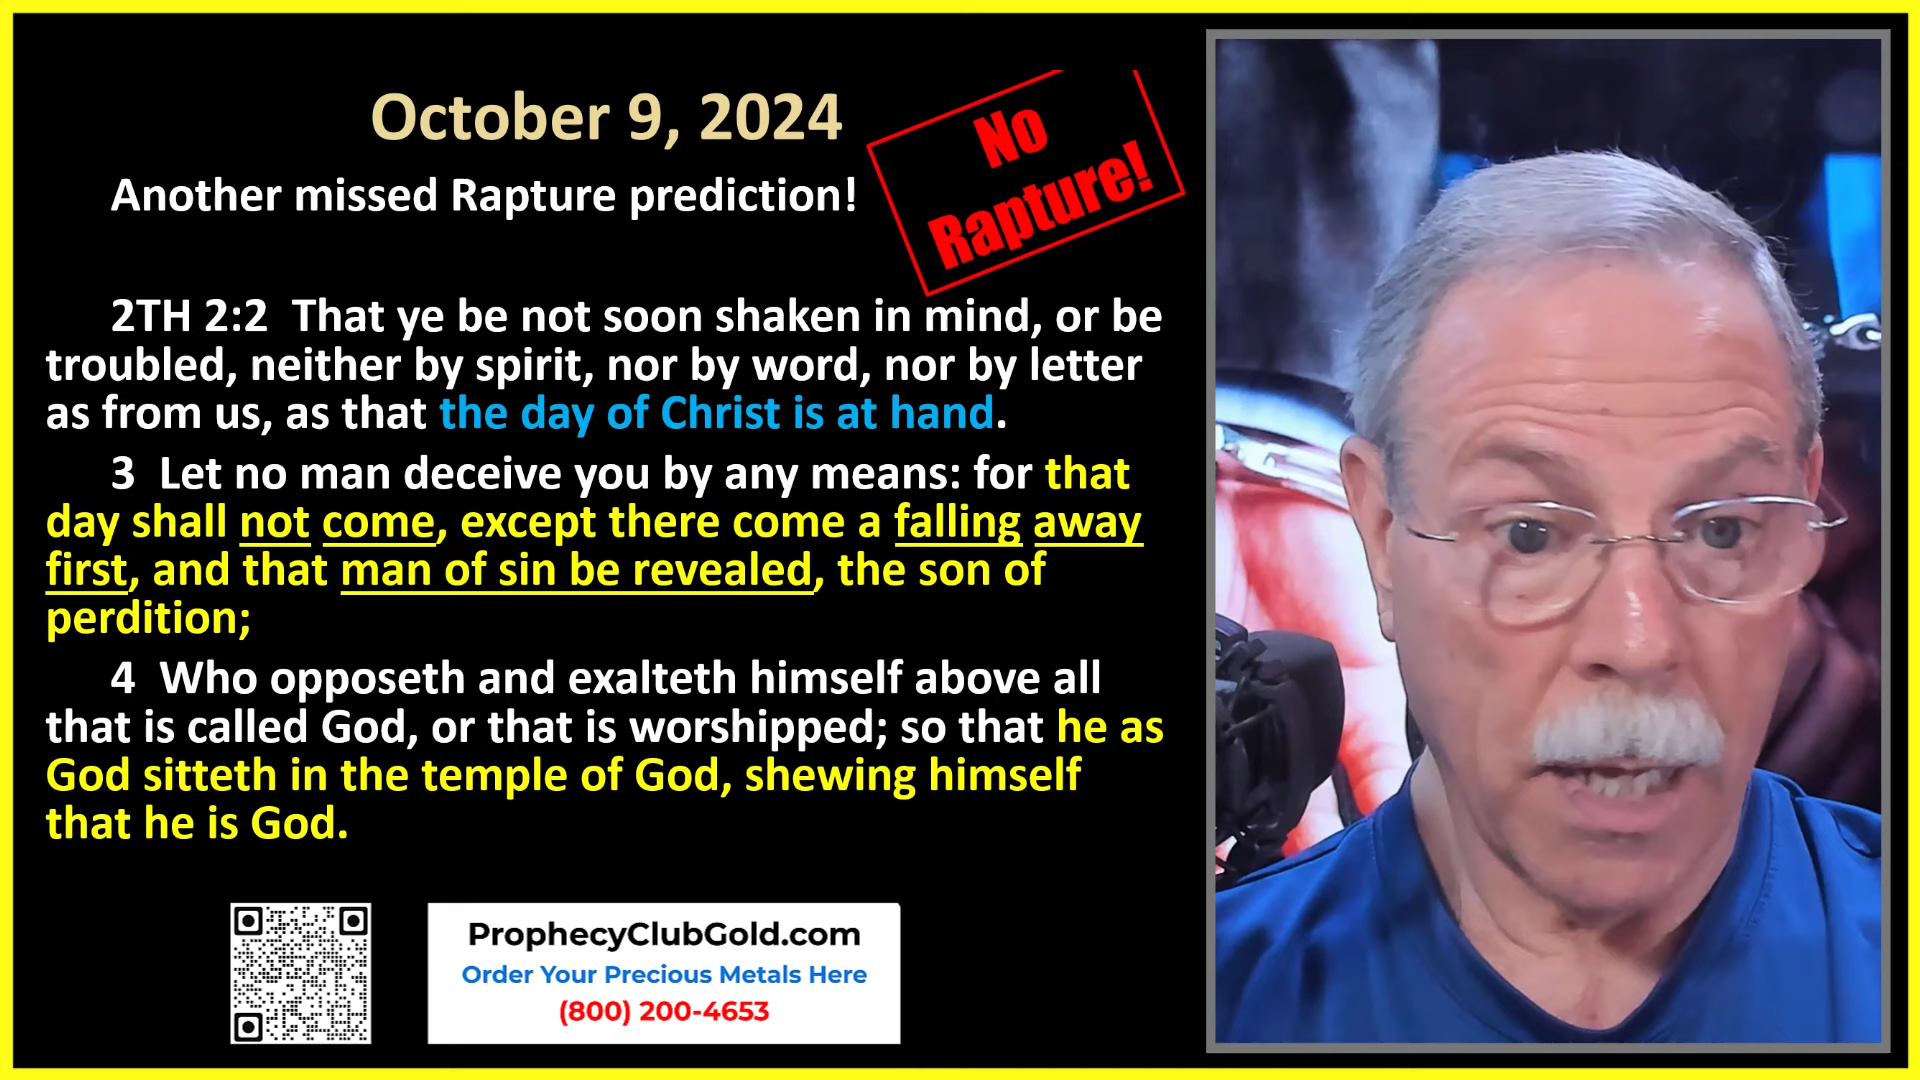 October 9, 2024
No
Rapture!
Another missed Rapture prediction!
2TH 2:2  That ye be not soon shaken in mind, or be
troubled, neither by spirit, nor by word, nor by letter
as from us, as that the day of Christ is at hand.
3  Let no man deceive you by any means: for that
day shall not come, except there come a falling away
first, and that man of sin be revealed, the son of
perdition;
4  Who opposeth and exalteth himself above all
that is called God, or that is worshipped; so that he as
God sitteth in the temple of God, shewing himself
that he is God.
ProphecyClubGold.com
Order Your Precious Metals Here
(800) 200-4653